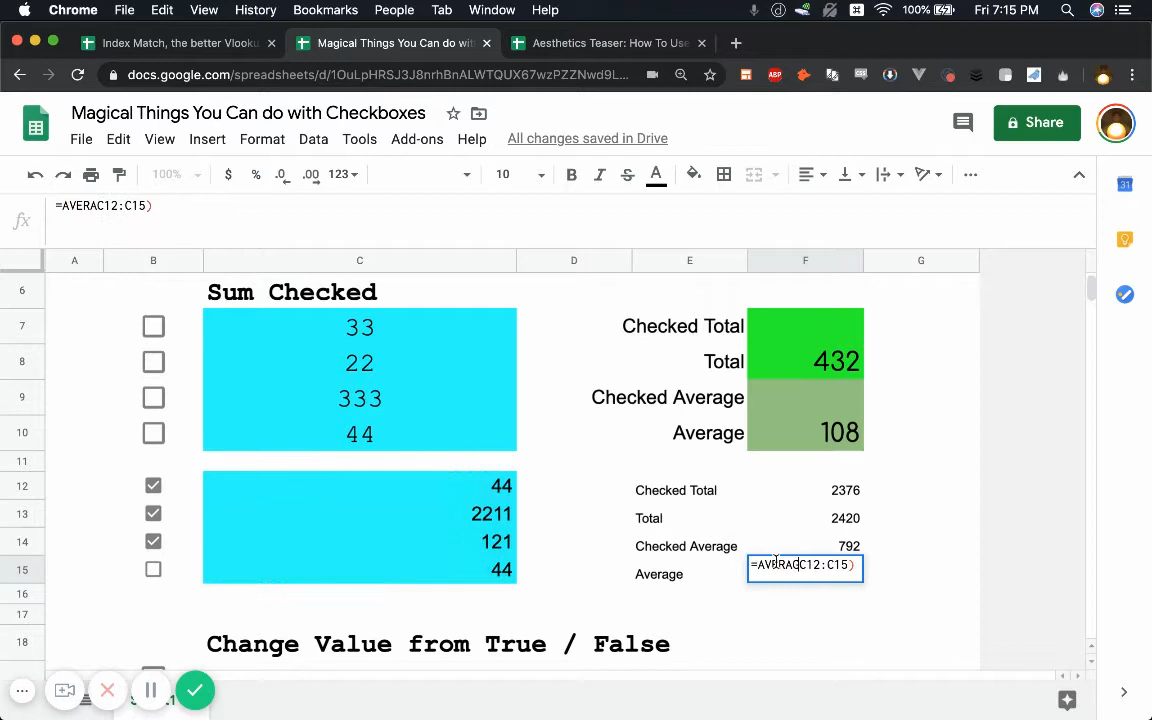 Chrome File Edit View History Bookmarks People Tab Window Help 100% Fri 7:15 PM
Index Match, the better Vlooku
Magical Things You Can do wit
Aesthetics Teaser: How To Use
docs.google.com/spreadsheets/d/1OuLpHRSJ3J8nrhBnALWTQUX67wzPZZNwd9L...
ABP
Magical Things You Can do with Checkboxes
Share
File Edit View Insert Format Data Tools Add-ons Help All changes saved in Drive
100% $ % .0 .00 123 10 B I S A
31
fx =AVERAC12:C15)
A B C D E F G
6 Sum Checked
7 33 Checked Total
8 22 Total 432
9 333 Checked Average
10 44 Average 108
11
12 44 Checked Total 2376
13 2211 Total 2420
14 121 Checked Average 792
15 44 Average =AVERACC12:C15)
16
17
18 Change Value from True / False